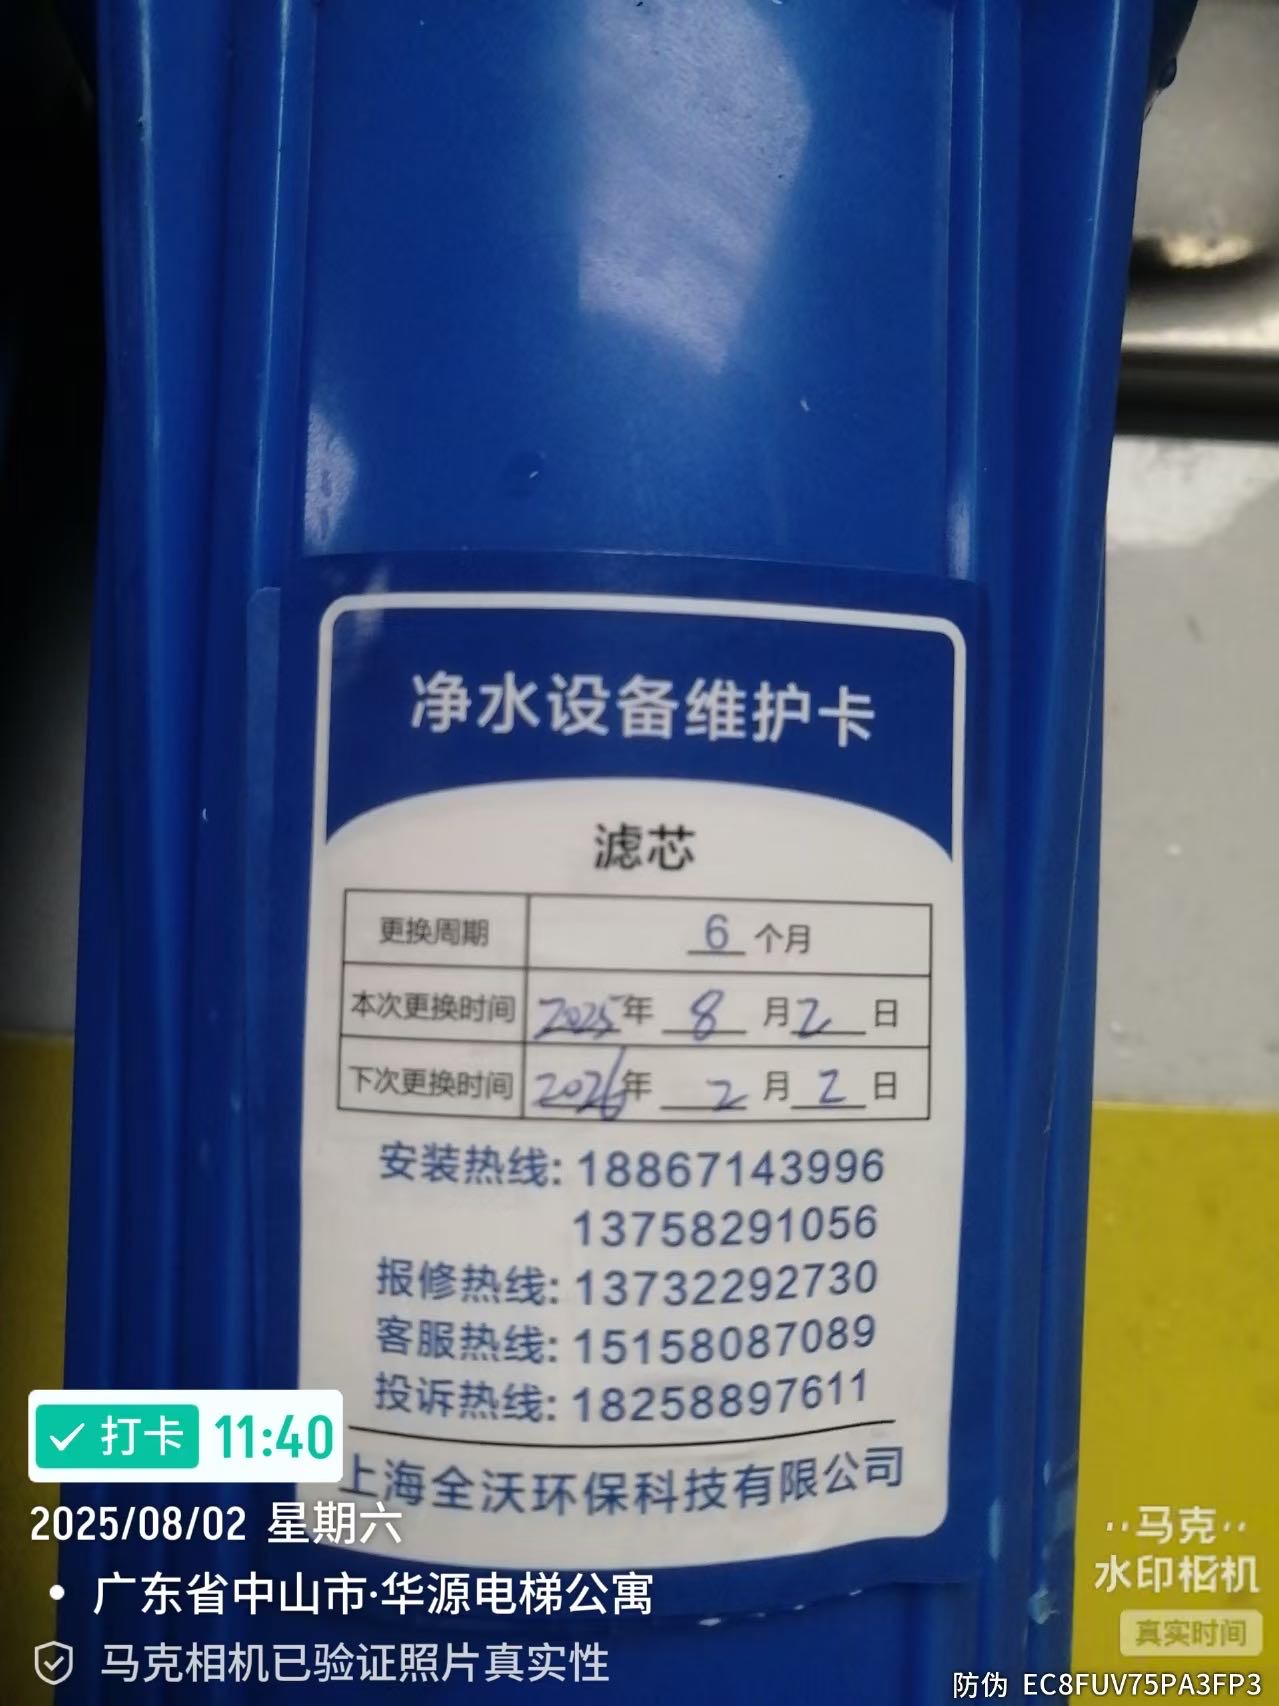 净水设备维护卡
滤芯
更换周期 6 个月
本次更换时间 2025年 8 月 2 日
下次更换时间 2026年 2 月 2 日
安装热线: 18867143996
13758291056
报修热线: 13732292730
客服热线: 15158087089
投诉热线: 18258897611
上海全沃环保科技有限公司
打卡 11:40
2025/08/02 星期六
广东省中山市·华源电梯公寓
马克相机已验证照片真实性
马克
水印相机
真实时间
防伪 EC8FUV75PA3FP3